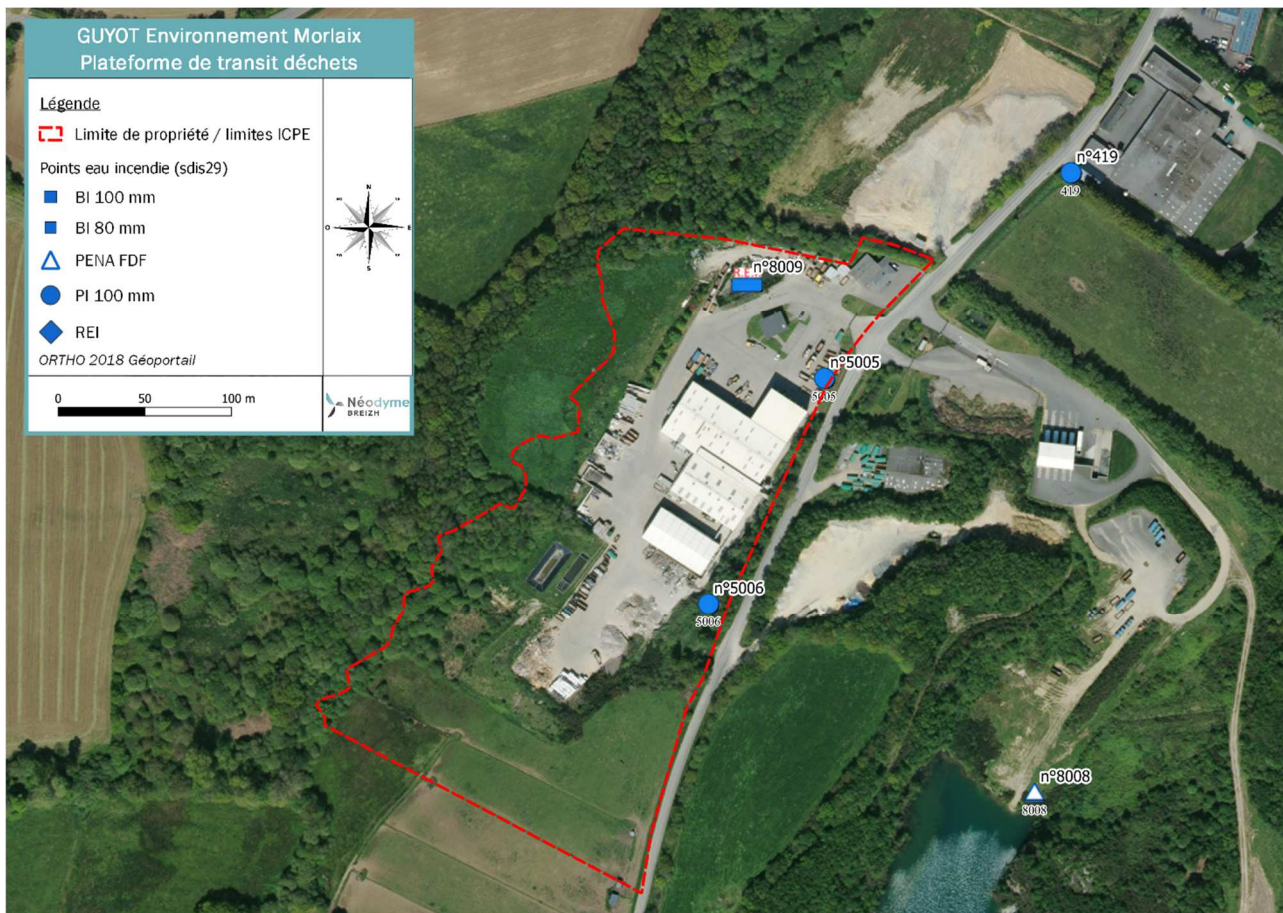 GUYOT Environnement Morlaix
Plateforme de transit déchets
Légende
Limite de propriété / limites ICPE
Points eau incendie (sdis29)
BI 100 mm
BI 80 mm
PENA FDF
PI 100 mm
REI
ORTHO 2018 Géoportail
0 50 100 m
N
O E
S
Néodyme
BREIZH
n°419
419
n°8009
n°5005
5005
n°5006
5006
n°8008
8008